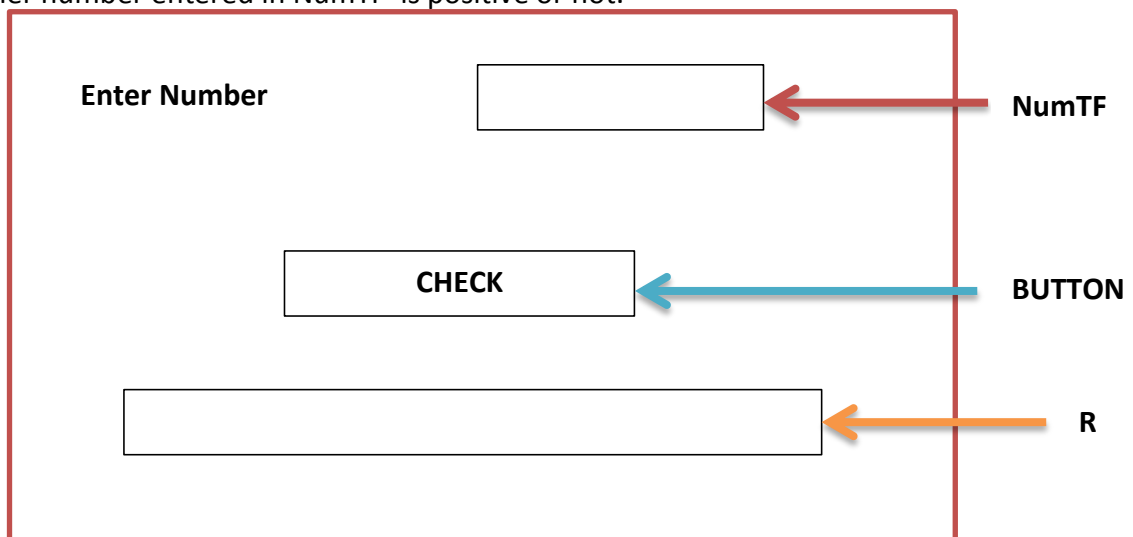 number entered in NumTF is positive or not.
Enter Number
NumTF
CHECK
BUTTON
R